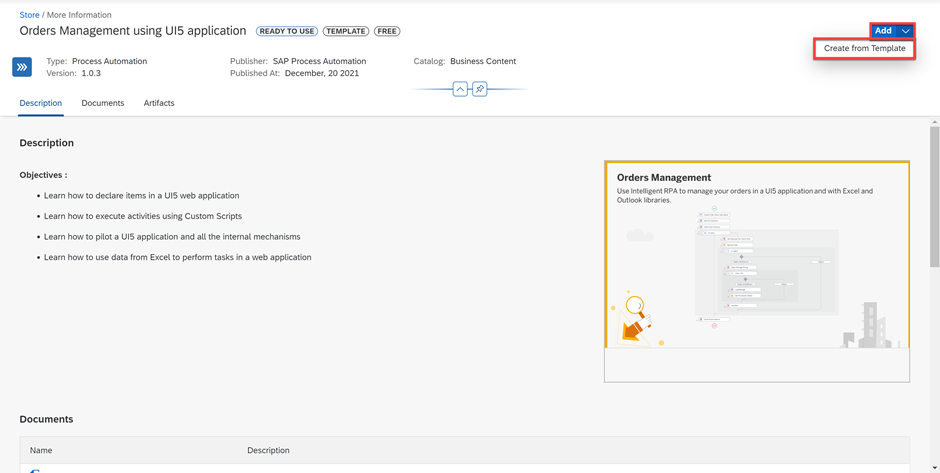 Store / More Information
Orders Management using UI5 application READY TO USE TEMPLATE FREE
Add
Create from Template
Type: Process Automation Publisher: SAP Process Automation Catalog: Business Content
Version: 1.0.3 Published At: December, 20 2021
Description Documents Artifacts
Description
Objectives :
• Learn how to declare items in a UI5 web application
• Learn how to execute activities using Custom Scripts
• Learn how to pilot a UI5 application and all the internal mechanisms
• Learn how to use data from Excel to perform tasks in a web application
Orders Management
Use Intelligent RPA to manage your orders in a UI5 application and with Excel and
Outlook libraries.
Documents
Name Description